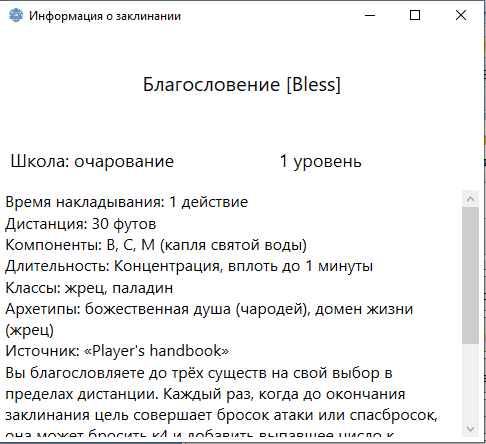 Информация о заклинании
Благословение [Bless]
Школа: очарование 1 уровень
Время накладывания: 1 действие
Дистанция: 30 футов
Компоненты: В, С, М (капля святой воды)
Длительность: Концентрация, вплоть до 1 минуты
Классы: жрец, паладин
Архетипы: божественная душа (чародей), домен жизни
(жрец)
Источник: «Player's handbook»
Вы благословляете до трёх существ на свой выбор в
пределах дистанции. Каждый раз, когда до окончания
заклинания цель совершает бросок атаки или спасбросок,
она может бросить к4 и добавить выпавшее число к